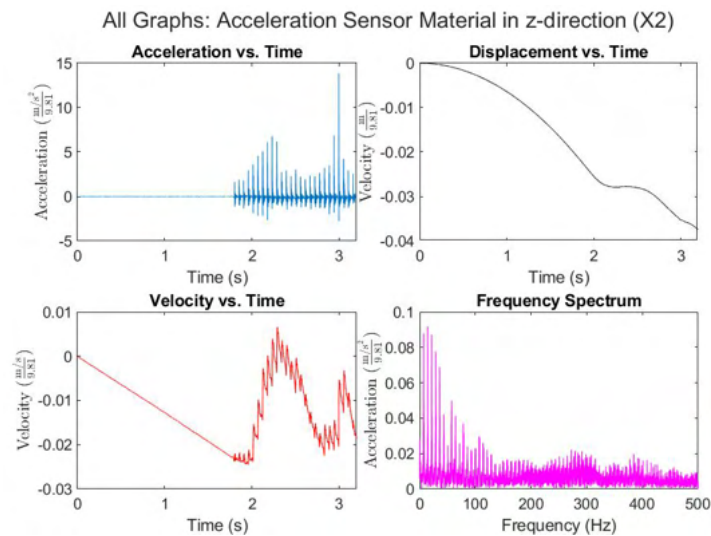 All Graphs: Acceleration Sensor Material in z-direction (X2)
Acceleration vs. Time
Acceleration (m/s²/9.81)
15
10
5
0
-5
0 1 2 3
Time (s)
Displacement vs. Time
Velocity (m/9.81)
0
-0.01
-0.02
-0.03
-0.04
0 1 2 3
Time (s)
Velocity vs. Time
Velocity (m/s/9.81)
0.01
0
-0.01
-0.02
-0.03
0 1 2 3
Time (s)
Frequency Spectrum
Acceleration (m/s²/9.81)
0.1
0.08
0.06
0.04
0.02
0
0 100 200 300 400 500
Frequency (Hz)